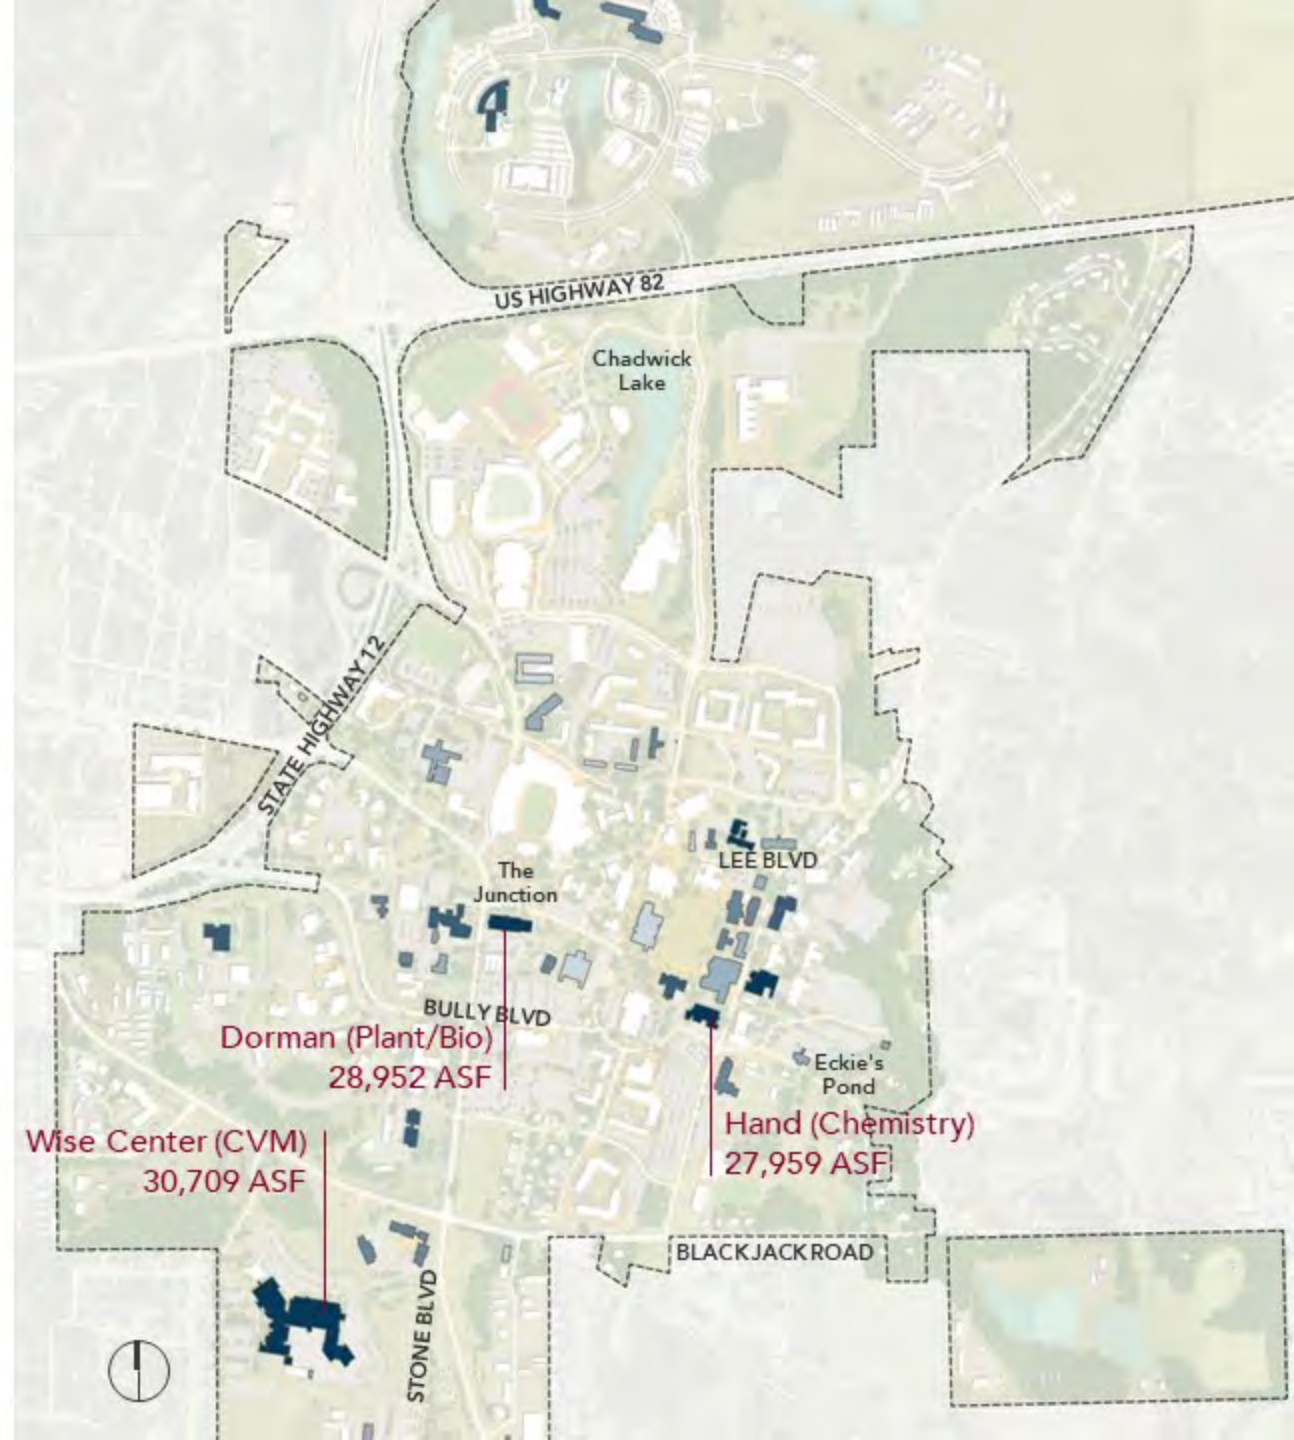 US HIGHWAY 82
Chadwick
Lake
STATE HIGHWAY 12
LEE BLVD
The
Junction
BULLY BLVD
Dorman (Plant/Bio)
28,952 ASF
Eckie's
Pond
Hand (Chemistry)
27,959 ASF
Wise Center (CVM)
30,709 ASF
BLACKJACK ROAD
STONE BLVD